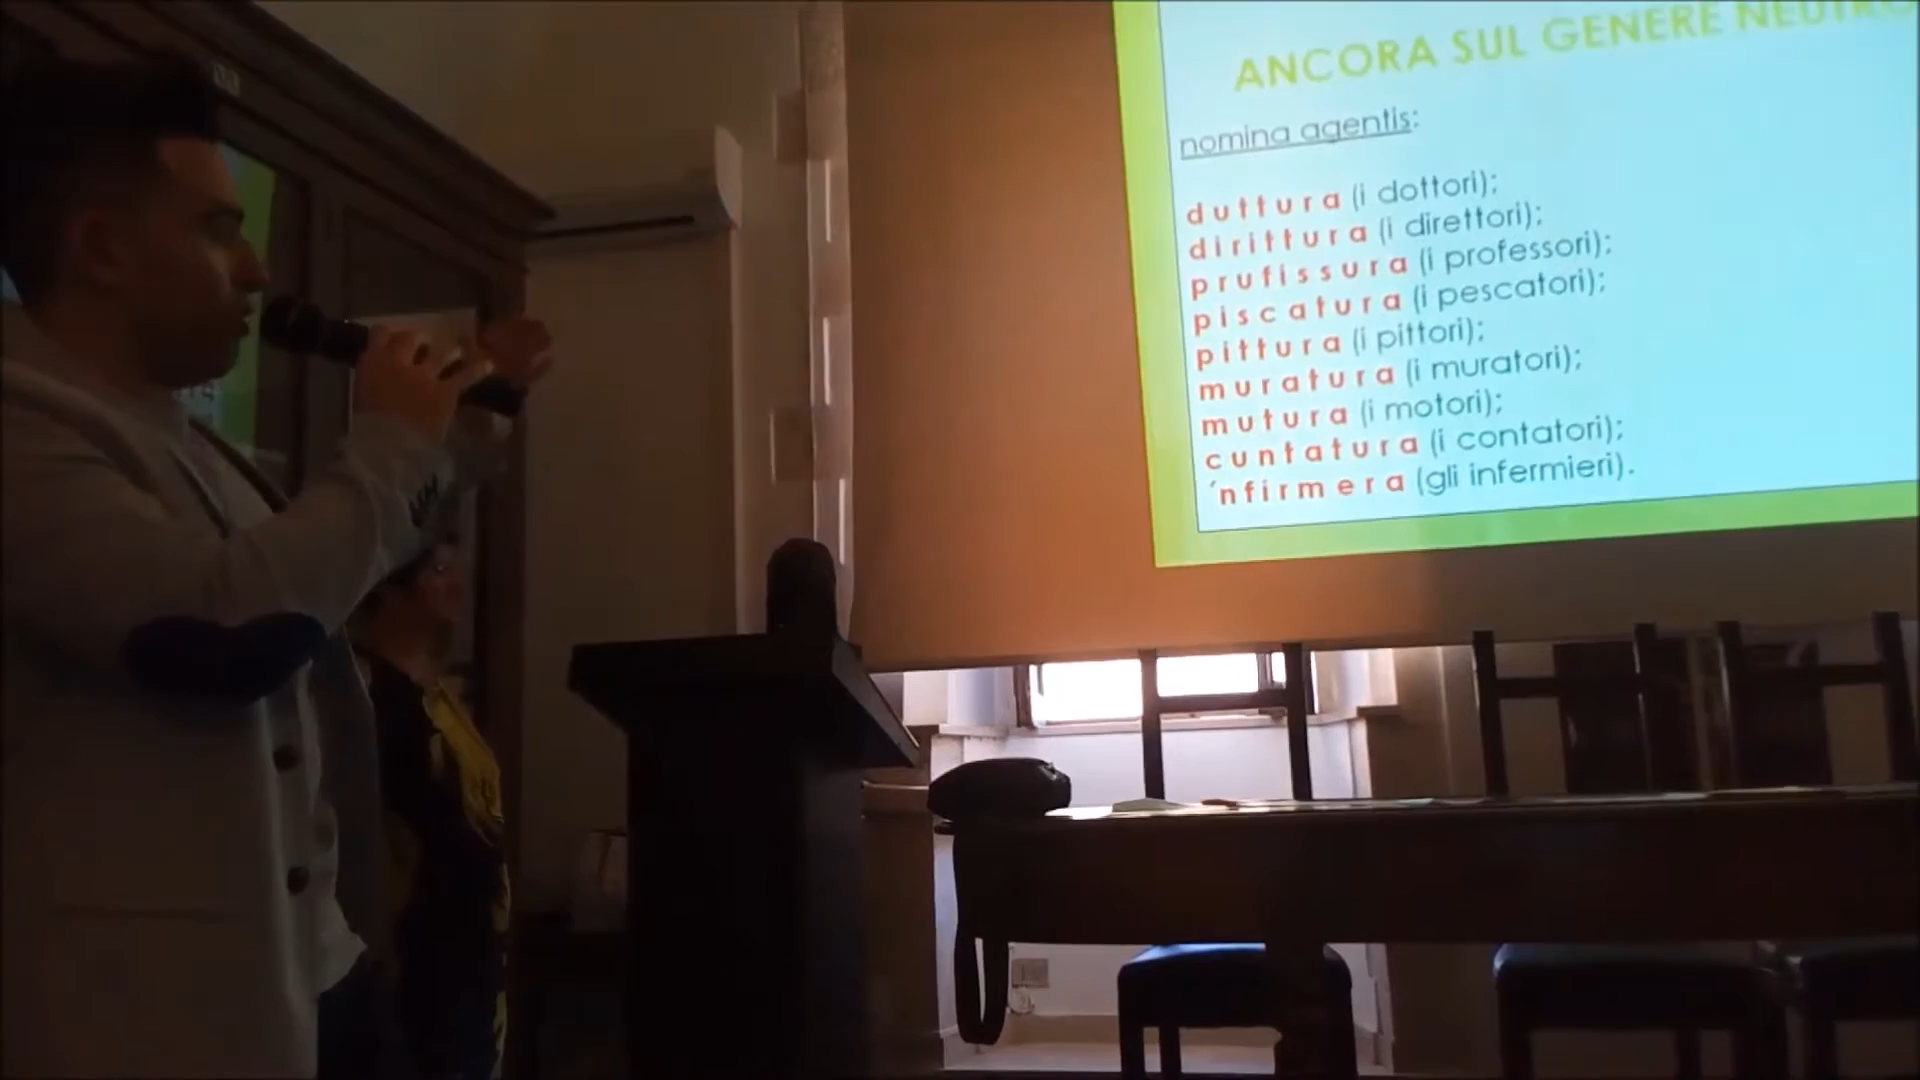 ANCORA SUL GENERE NEUTRO
nomina agentis:
duttura (i dottori);
dirittura (i direttori);
prufissura (i professori);
piscatura (i pescatori);
pittura (i pittori);
muratura (i muratori);
mutura (i motori);
cuntatura (i contatori);
'nfirmera (gli infermieri).